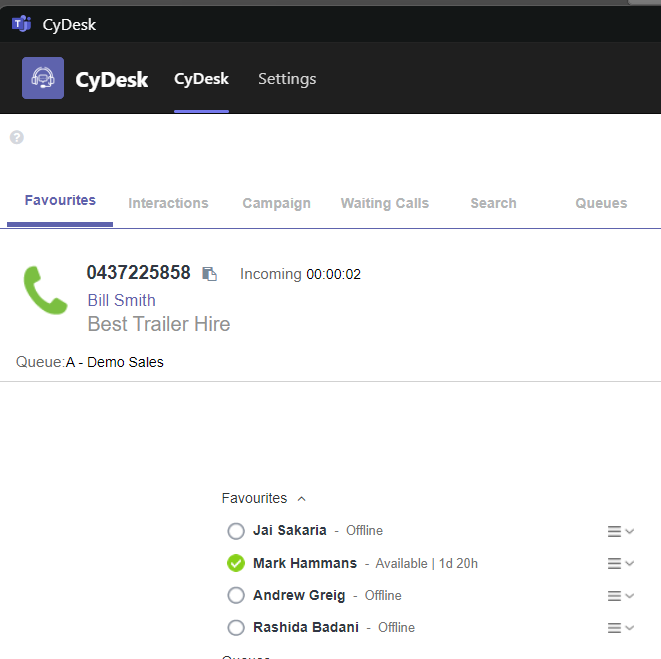 CyDesk
CyDesk CyDesk Settings
Favourites Interactions Campaign Waiting Calls Search Queues
0437225858 Incoming 00:00:02
Bill Smith
Best Trailer Hire
Queue:A - Demo Sales
Favourites
Jai Sakaria - Offline
Mark Hammans - Available | 1d 20h
Andrew Greig - Offline
Rashida Badani - Offline
Queues